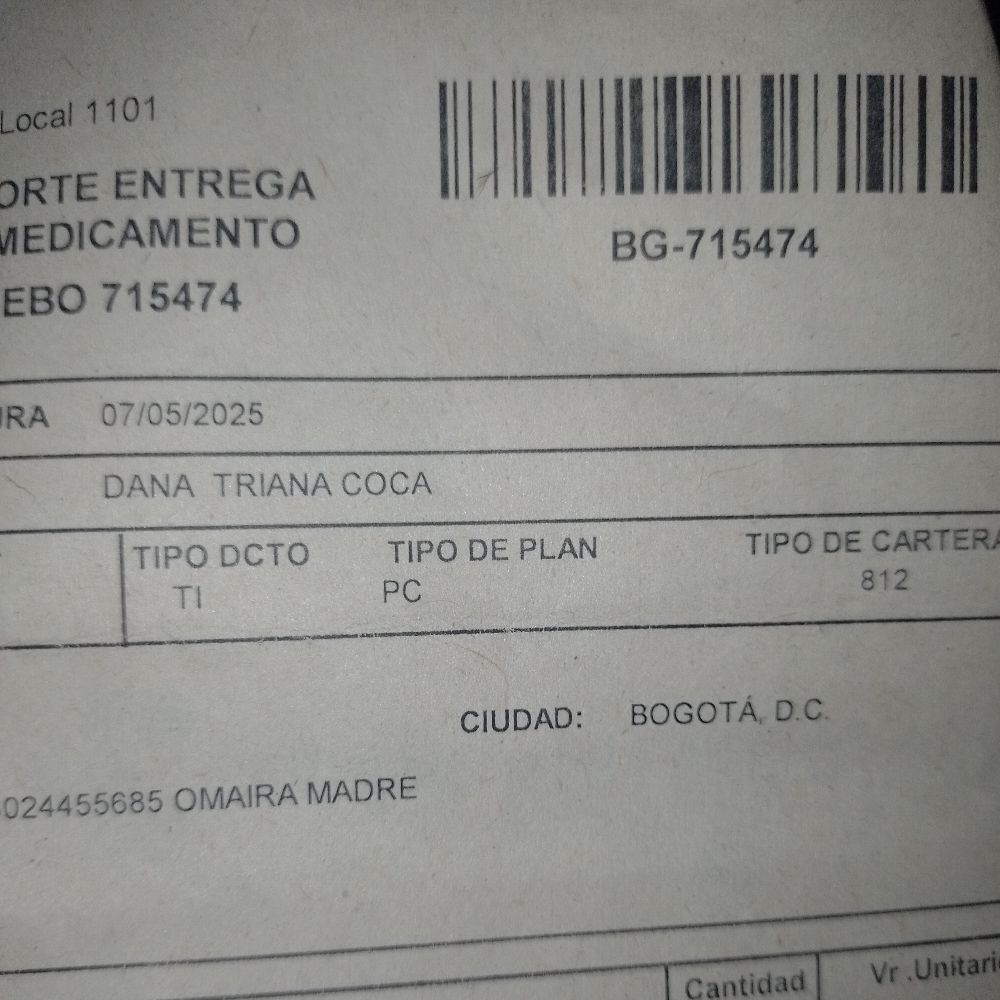 Local 1101
ORTE ENTREGA
MEDICAMENTO
EBO 715474
BG-715474
URA 07/05/2025
DANA TRIANA COCA
TIPO DCTO TIPO DE PLAN TIPO DE CARTERA
TI PC 812
CIUDAD: BOGOTÁ, D.C.
024455685 OMAIRA MADRE
Cantidad Vr .Unitari